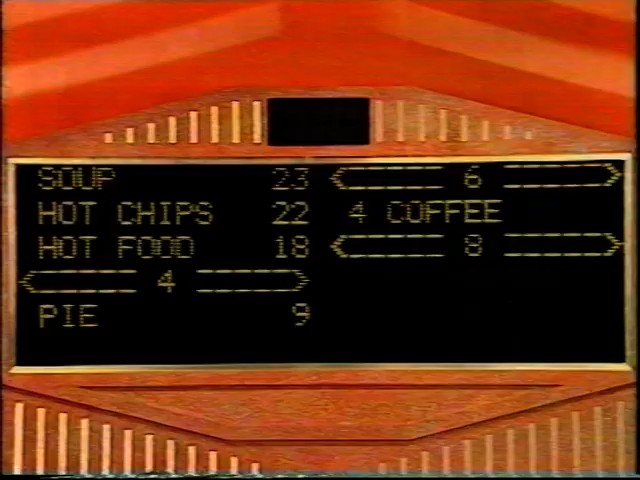 SOUP 23
HOT CHIPS 22
HOT FOOD 18
4
PIE 9
6
4 COFFEE
8